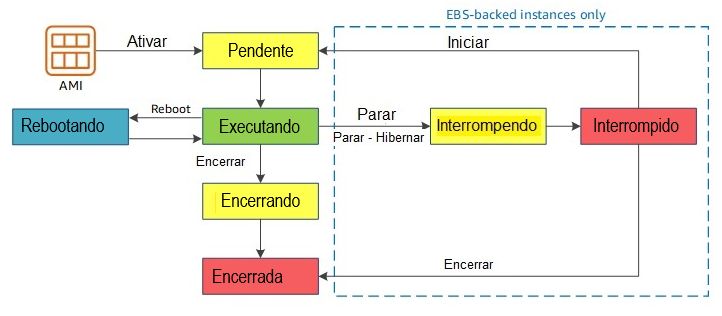 EBS-backed instances only
Ativar
Pendente
Iniciar
AMI
Reboot
Parar
Rebootando
Executando
Interrompendo
Interrompido
Parar - Hibernar
Encerrar
Encerrando
Encerrar
Encerrada